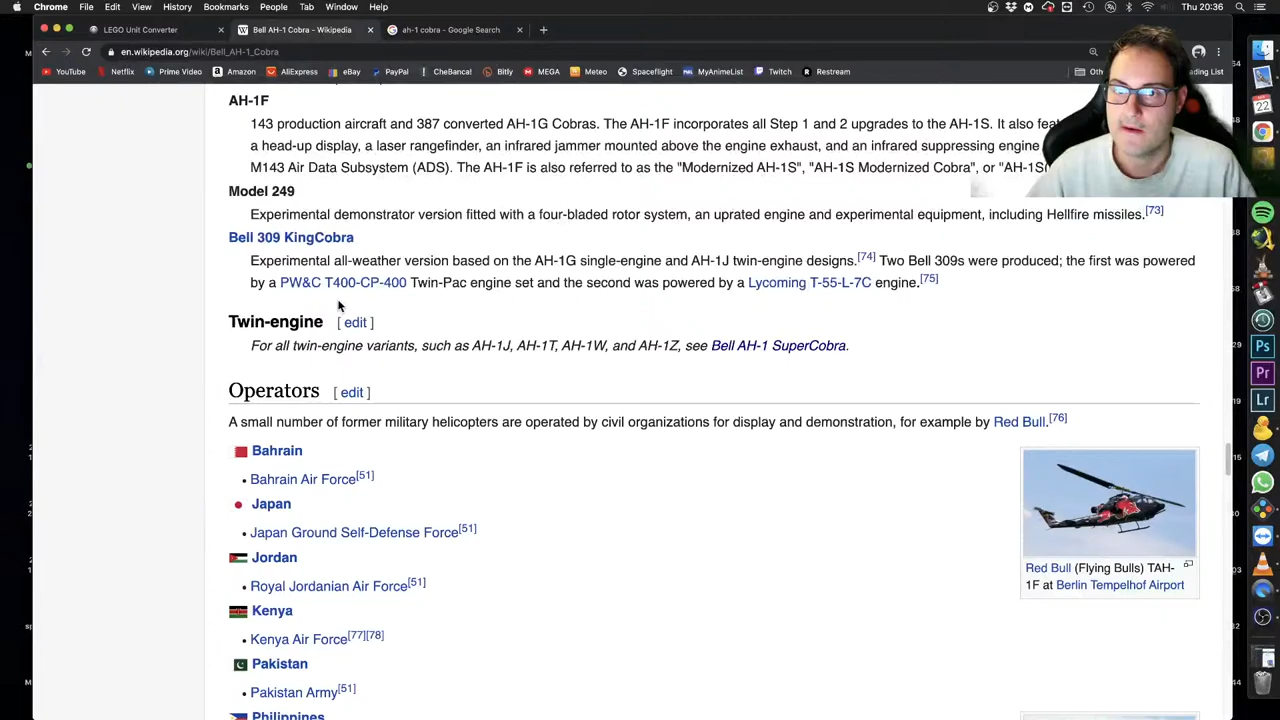 Chrome File Edit View History Bookmarks People Tab Window Help Thu 20:36
LEGO Unit Converter Bell AH-1 Cobra - Wikipedia ah-1 cobra - Google Search
en.wikipedia.org/wiki/Bell_AH-1_Cobra
YouTube Netflix Prime Video Amazon AliExpress eBay PayPal CheBanca! Bitly MEGA Meteo Spaceflight MyAnimeList Twitch Restream Ot ding List
AH-1F
143 production aircraft and 387 converted AH-1G Cobras. The AH-1F incorporates all Step 1 and 2 upgrades to the AH-1S. It also feat
a head-up display, a laser rangefinder, an infrared jammer mounted above the engine exhaust, and an infrared suppressing engine
M143 Air Data Subsystem (ADS). The AH-1F is also referred to as the "Modernized AH-1S", "AH-1S Modernized Cobra", or "AH-1S(
Model 249
Experimental demonstrator version fitted with a four-bladed rotor system, an uprated engine and experimental equipment, including Hellfire missiles.[73]
Bell 309 KingCobra
Experimental all-weather version based on the AH-1G single-engine and AH-1J twin-engine designs.[74] Two Bell 309s were produced; the first was powered
by a PW&C T400-CP-400 Twin-Pac engine set and the second was powered by a Lycoming T-55-L-7C engine.[75]
Twin-engine [ edit ]
For all twin-engine variants, such as AH-1J, AH-1T, AH-1W, and AH-1Z, see Bell AH-1 SuperCobra.
Operators [ edit ]
A small number of former military helicopters are operated by civil organizations for display and demonstration, for example by Red Bull.[76]
Bahrain
• Bahrain Air Force[51]
Japan
• Japan Ground Self-Defense Force[51]
Jordan
• Royal Jordanian Air Force[51]
Kenya
• Kenya Air Force[77][78]
Pakistan
• Pakistan Army[51]
Philippines
Red Bull (Flying Bulls) TAH-
1F at Berlin Tempelhof Airport
22
Ps
Pr
Lr